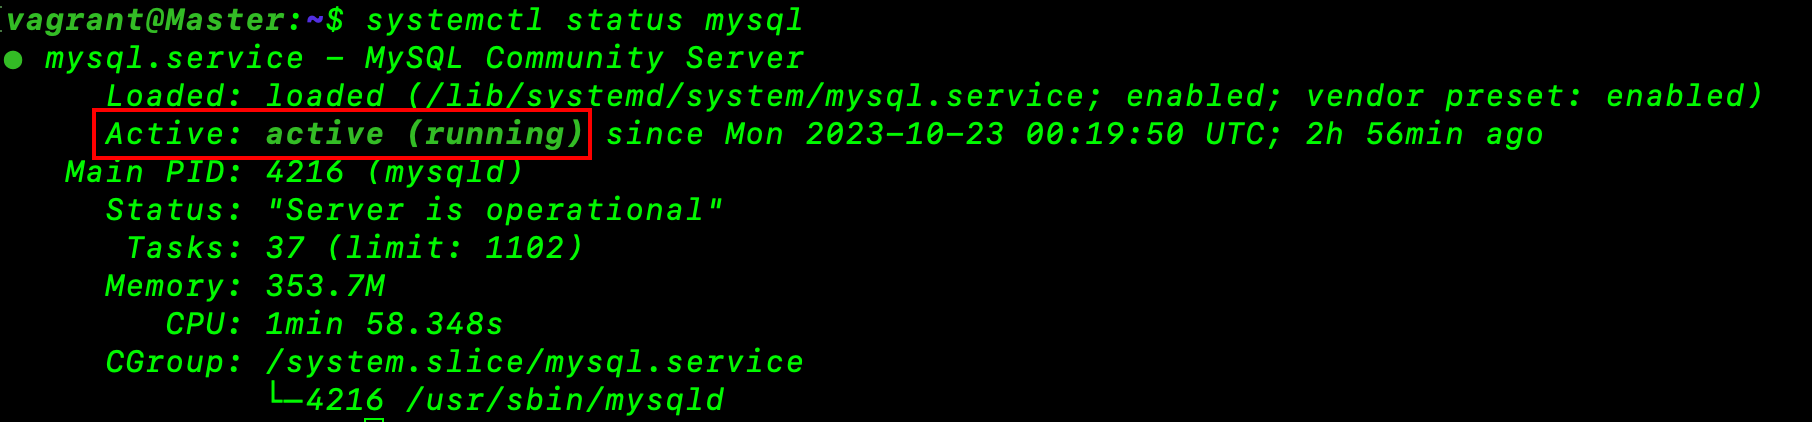 vagrant@Master:~$ systemctl status mysql
● mysql.service - MySQL Community Server
Loaded: loaded (/lib/systemd/system/mysql.service; enabled; vendor preset: enabled)
Active: active (running) since Mon 2023-10-23 00:19:50 UTC; 2h 56min ago
Main PID: 4216 (mysqld)
Status: "Server is operational"
Tasks: 37 (limit: 1102)
Memory: 353.7M
CPU: 1min 58.348s
CGroup: /system.slice/mysql.service
└─4216 /usr/sbin/mysqld